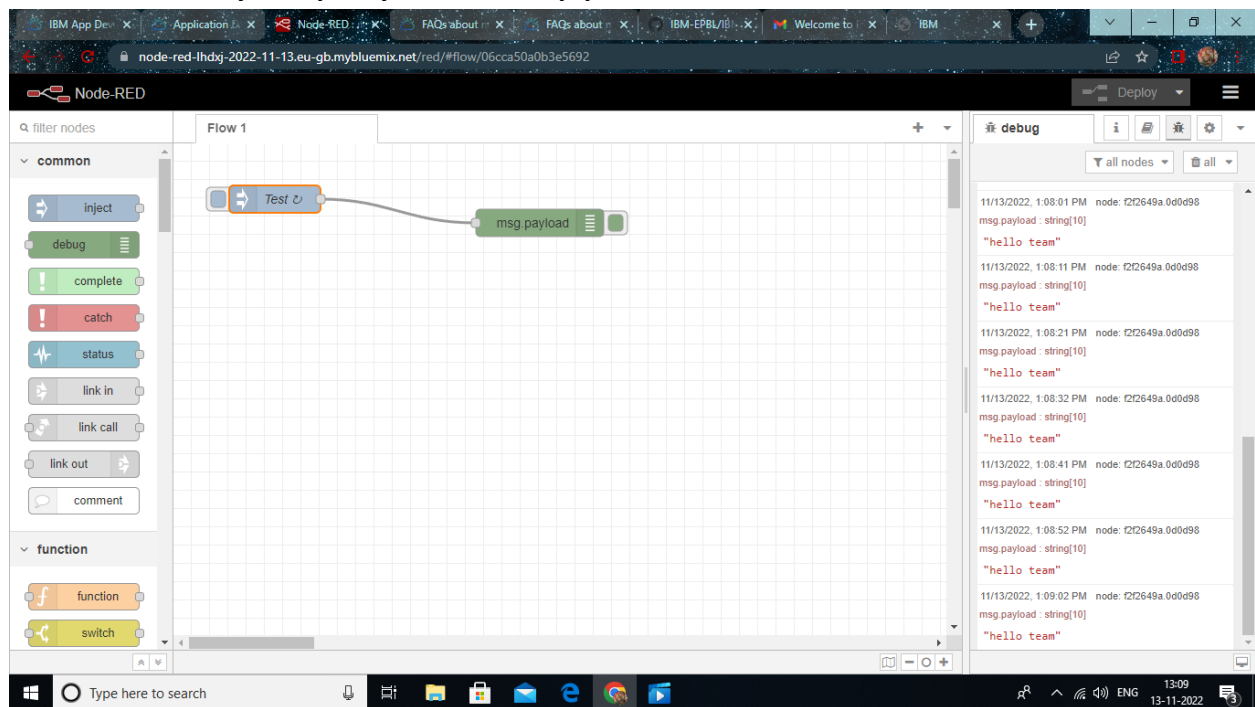 IBM App Dev
Application
Node-RED :
FAQs about
FAQs about
IBM-EPBL/IB
Welcome to
IBM
node-red-lhdxj-2022-11-13.eu-gb.mybluemix.net/red/#flow/06cca50a0b3e5692
Node-RED
Deploy
filter nodes
Flow 1
debug
i
common
all nodes
all
inject
debug
complete
catch
status
link in
link call
link out
comment
function
function
switch
Test
msg.payload
11/13/2022, 1:08:01 PM node: f2f2649a.0d0d98
msg.payload : string[10]
"hello team"
11/13/2022, 1:08:11 PM node: f2f2649a.0d0d98
msg.payload : string[10]
"hello team"
11/13/2022, 1:08:21 PM node: f2f2649a.0d0d98
msg.payload : string[10]
"hello team"
11/13/2022, 1:08:32 PM node: f2f2649a.0d0d98
msg.payload : string[10]
"hello team"
11/13/2022, 1:08:41 PM node: f2f2649a.0d0d98
msg.payload : string[10]
"hello team"
11/13/2022, 1:08:52 PM node: f2f2649a.0d0d98
msg.payload : string[10]
"hello team"
11/13/2022, 1:09:02 PM node: f2f2649a.0d0d98
msg.payload : string[10]
"hello team"
Type here to search
ENG
13:09
13-11-2022
3